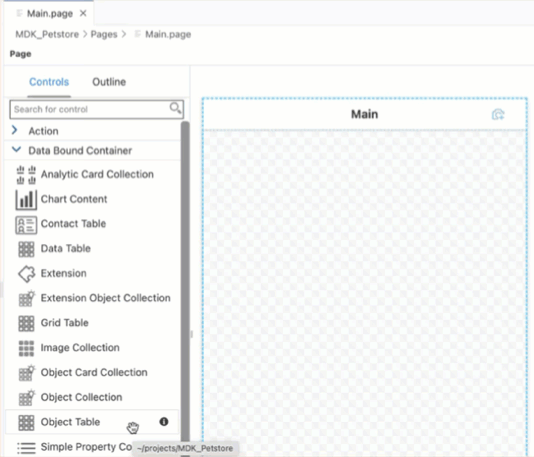 Main.page ×
MDK_Petstore > Pages > Main.page
Page
Controls Outline
Search for control
Action
Data Bound Container
Analytic Card Collection
Chart Content
Contact Table
Data Table
Extension
Extension Object Collection
Grid Table
Image Collection
Object Card Collection
Object Collection
Object Table
Simple Property Co
~/projects/MDK_Petstore
Main